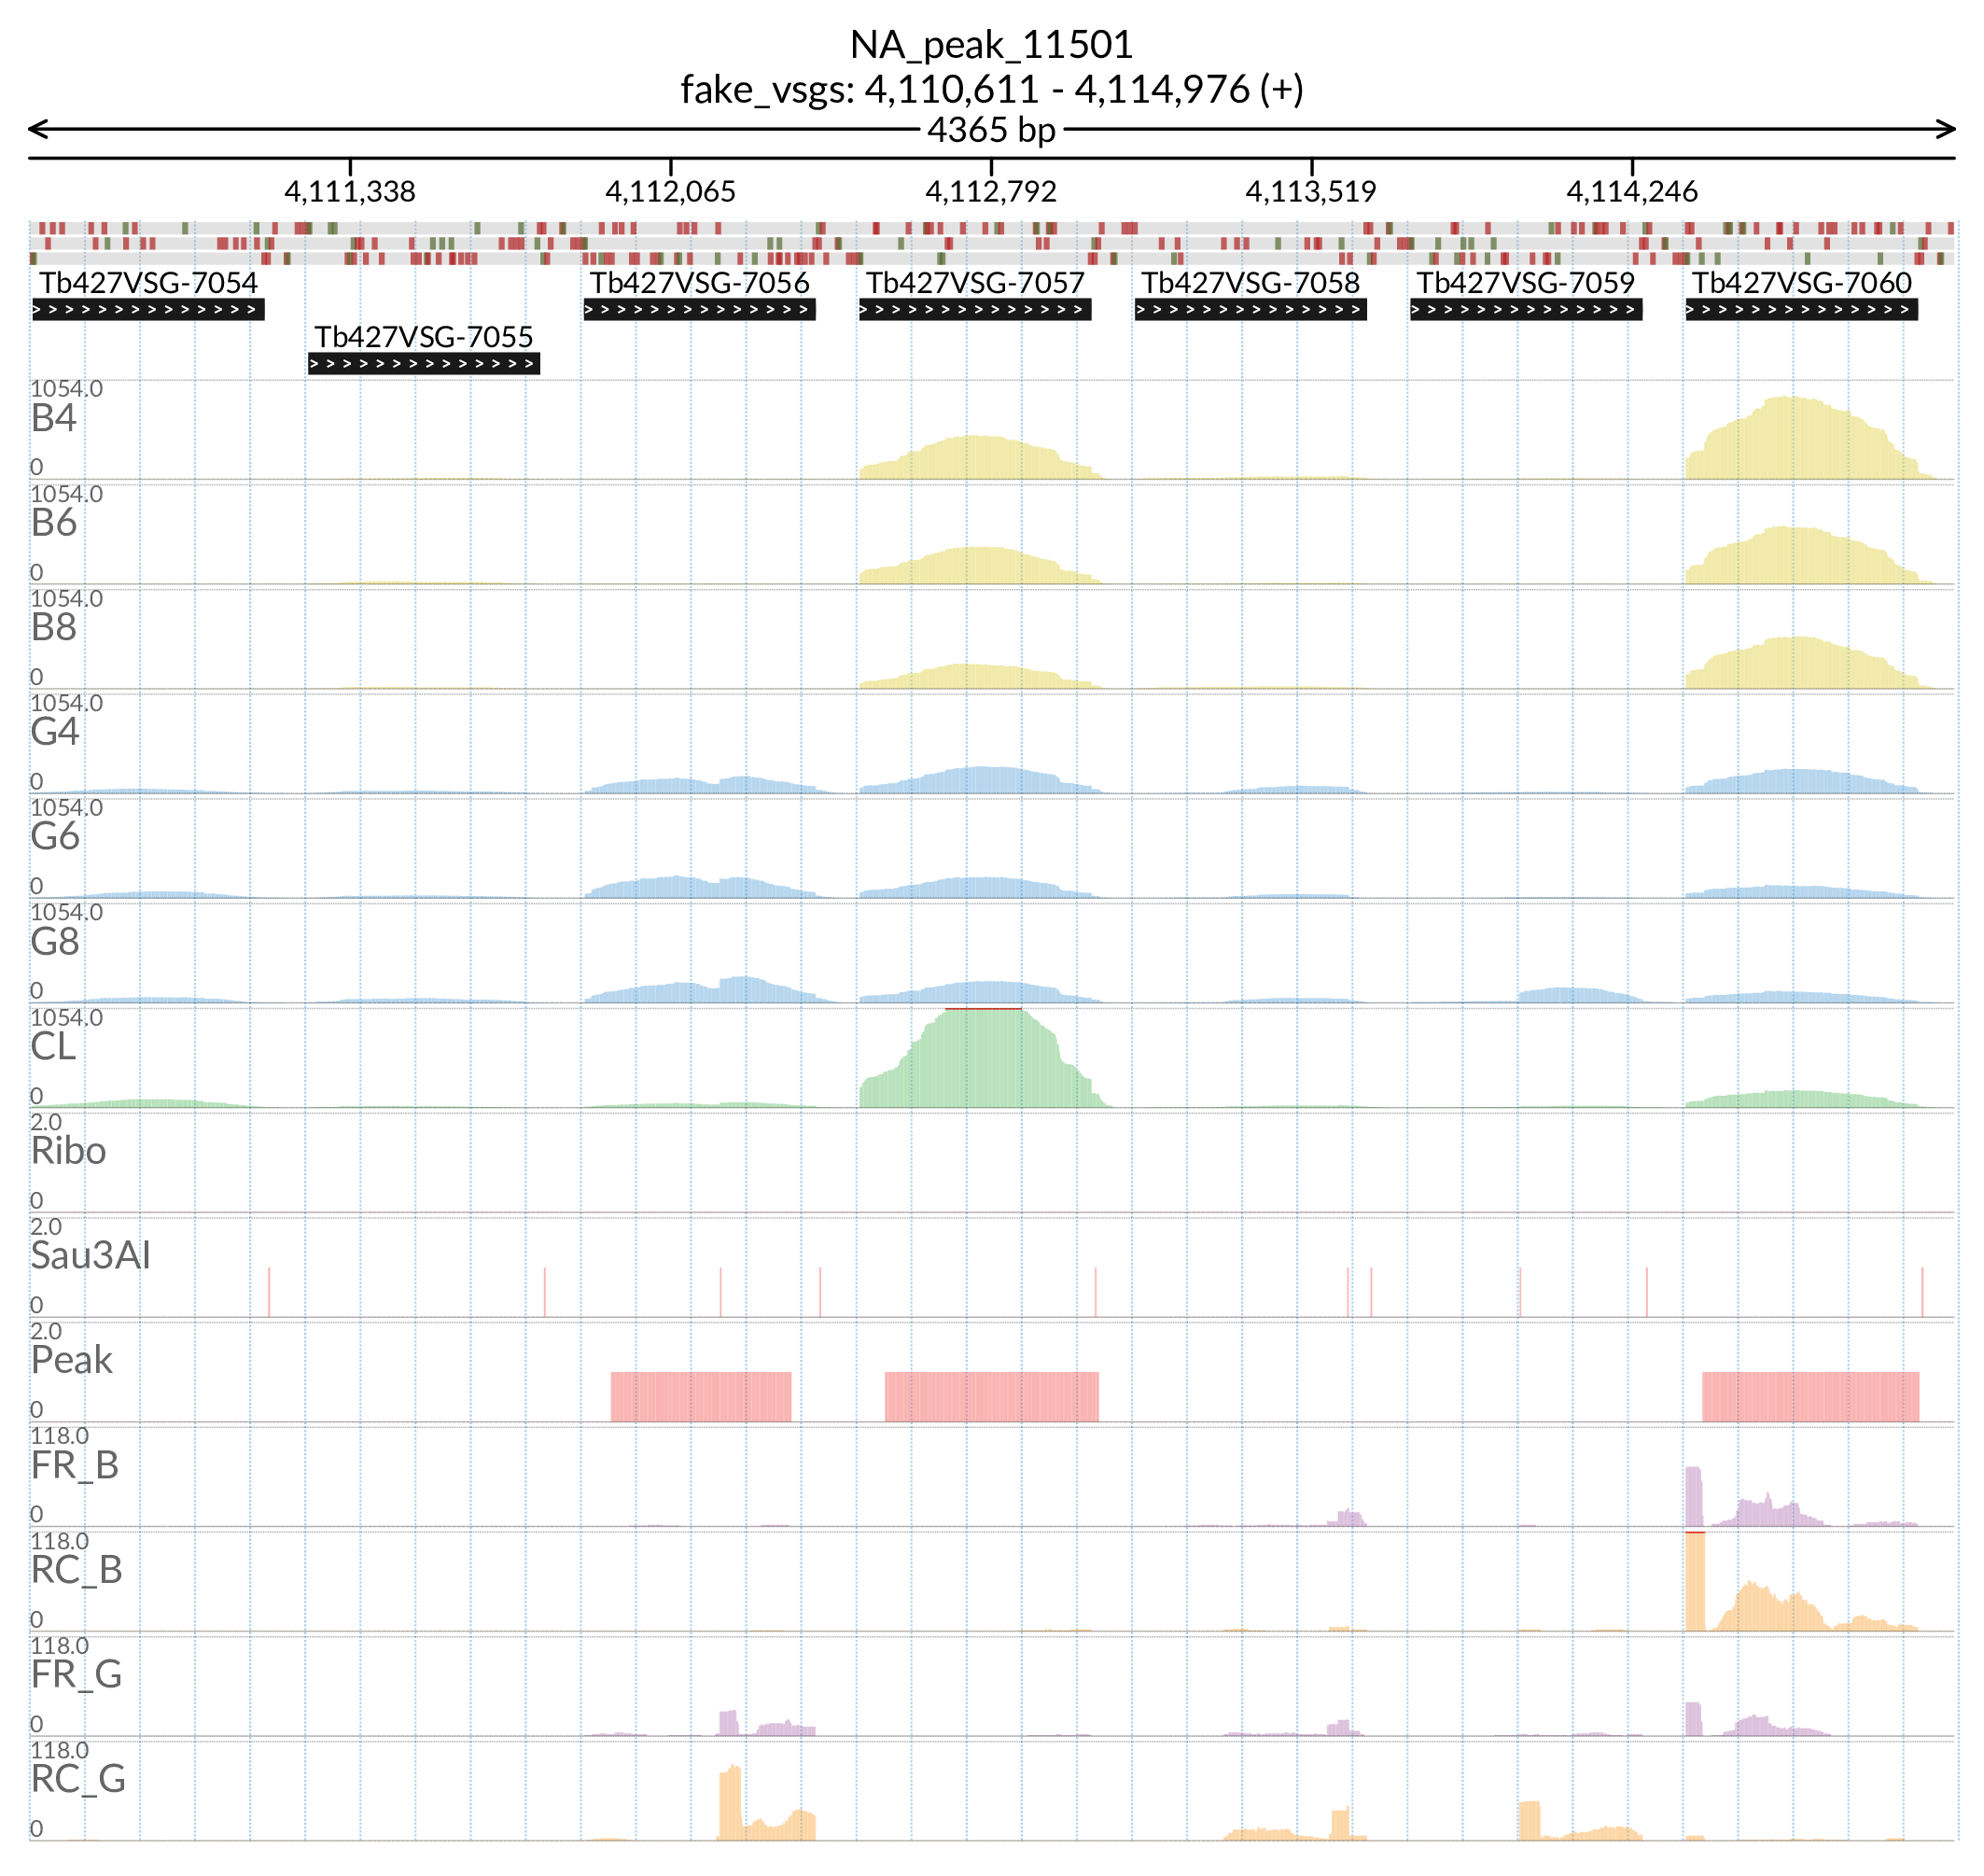 NA_peak_11501
fake_vsgs: 4,110,611 - 4,114,976 (+)
4365 bp
4,111,338 4,112,065 4,112,792 4,113,519 4,114,246
Tb427VSG-7054 Tb427VSG-7056 Tb427VSG-7057 Tb427VSG-7058 Tb427VSG-7059 Tb427VSG-7060
Tb427VSG-7055
1054.0
B4
0
1054.0
B6
0
1054.0
B8
0
1054.0
G4
0
1054.0
G6
0
1054.0
G8
0
1054.0
CL
0
2.0
Ribo
0
2.0
Sau3AI
0
2.0
Peak
0
118.0
FR_B
0
118.0
RC_B
0
118.0
FR_G
0
118.0
RC_G
0